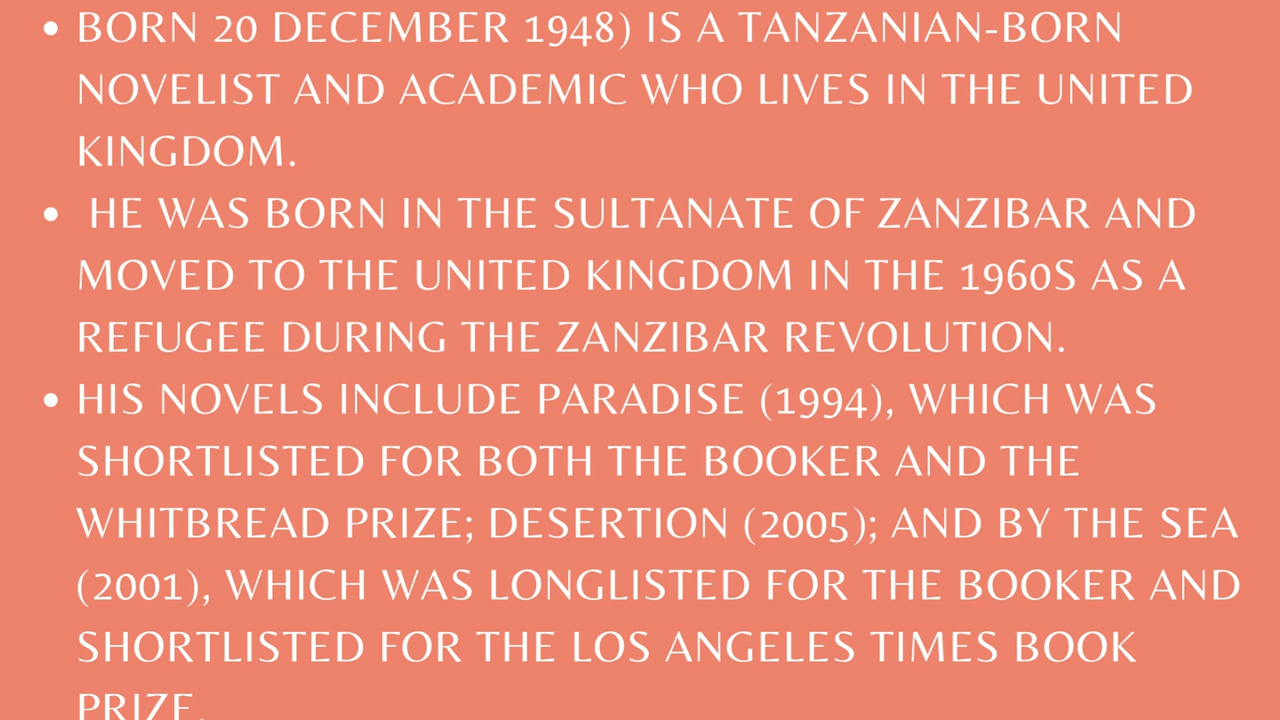 • BORN 20 DECEMBER 1948) IS A TANZANIAN-BORN
NOVELIST AND ACADEMIC WHO LIVES IN THE UNITED
KINGDOM.
• HE WAS BORN IN THE SULTANATE OF ZANZIBAR AND
MOVED TO THE UNITED KINGDOM IN THE 1960S AS A
REFUGEE DURING THE ZANZIBAR REVOLUTION.
• HIS NOVELS INCLUDE PARADISE (1994), WHICH WAS
SHORTLISTED FOR BOTH THE BOOKER AND THE
WHITBREAD PRIZE; DESERTION (2005); AND BY THE SEA
(2001), WHICH WAS LONGLISTED FOR THE BOOKER AND
SHORTLISTED FOR THE LOS ANGELES TIMES BOOK
PRIZE.